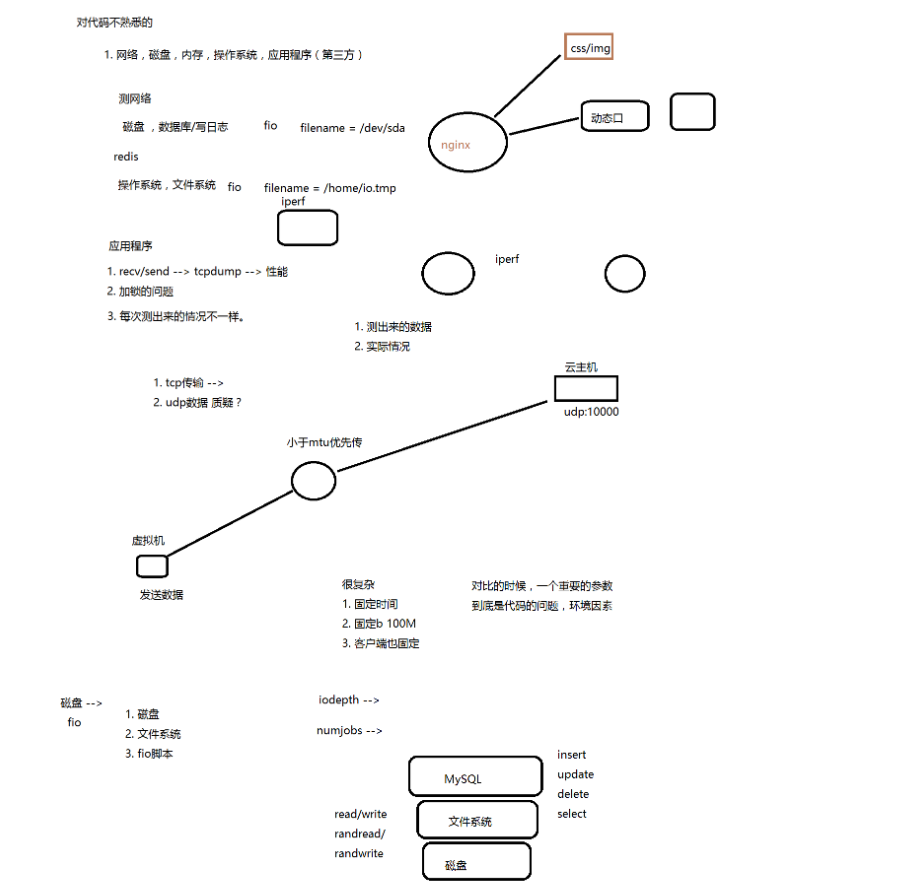 对代码不熟悉的
1. 网络，磁盘，内存，操作系统，应用程序（第三方）
css/img
测网络
磁盘 ，数据库/写日志
fio
filename = /dev/sda
动态口
nginx
redis
操作系统，文件系统
fio
filename = /home/io.tmp
iperf
应用程序
1. recv/send --> tcpdump --> 性能
2. 加锁的问题
3. 每次测出来的情况不一样。
iperf
1. 测出来的数据
2. 实际情况
1. tcp传输 -->
2. udp数据 质疑？
云主机
udp:10000
小于mtu优先传
虚拟机
发送数据
很复杂
1. 固定时间
2. 固定b 100M
3. 客户端也固定
对比的时候，一个重要的参数
到底是代码的问题，环境因素
磁盘 -->
fio
1. 磁盘
2. 文件系统
3. fio脚本
iodepth -->
numjobs -->
MySQL
insert
update
delete
select
read/write
randread/
randwrite
文件系统
磁盘